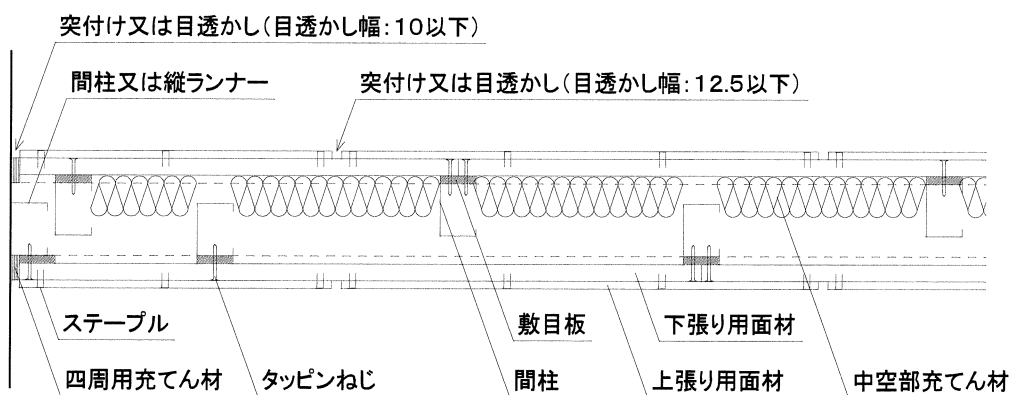 突付け又は目透かし(目透かし幅:10以下)
間柱又は縦ランナー
突付け又は目透かし(目透かし幅:12.5以下)
ステープル
敷目板
下張り用面材
四周用充てん材
タッピンねじ
間柱
上張り用面材
中空部充てん材